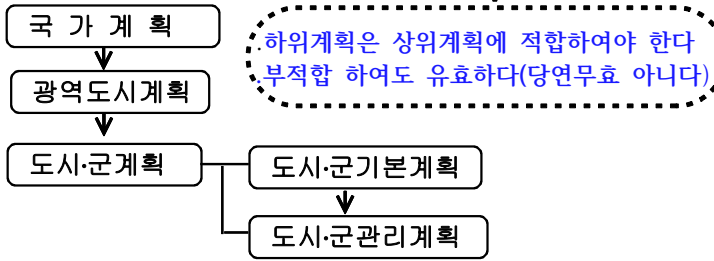 국 가 계 획
.하위계획은 상위계획에 적합하여야 한다
.부적합 하여도 유효하다(당연무효 아니다)
광역도시계획
도시·군계획
도시·군기본계획
도시·군관리계획